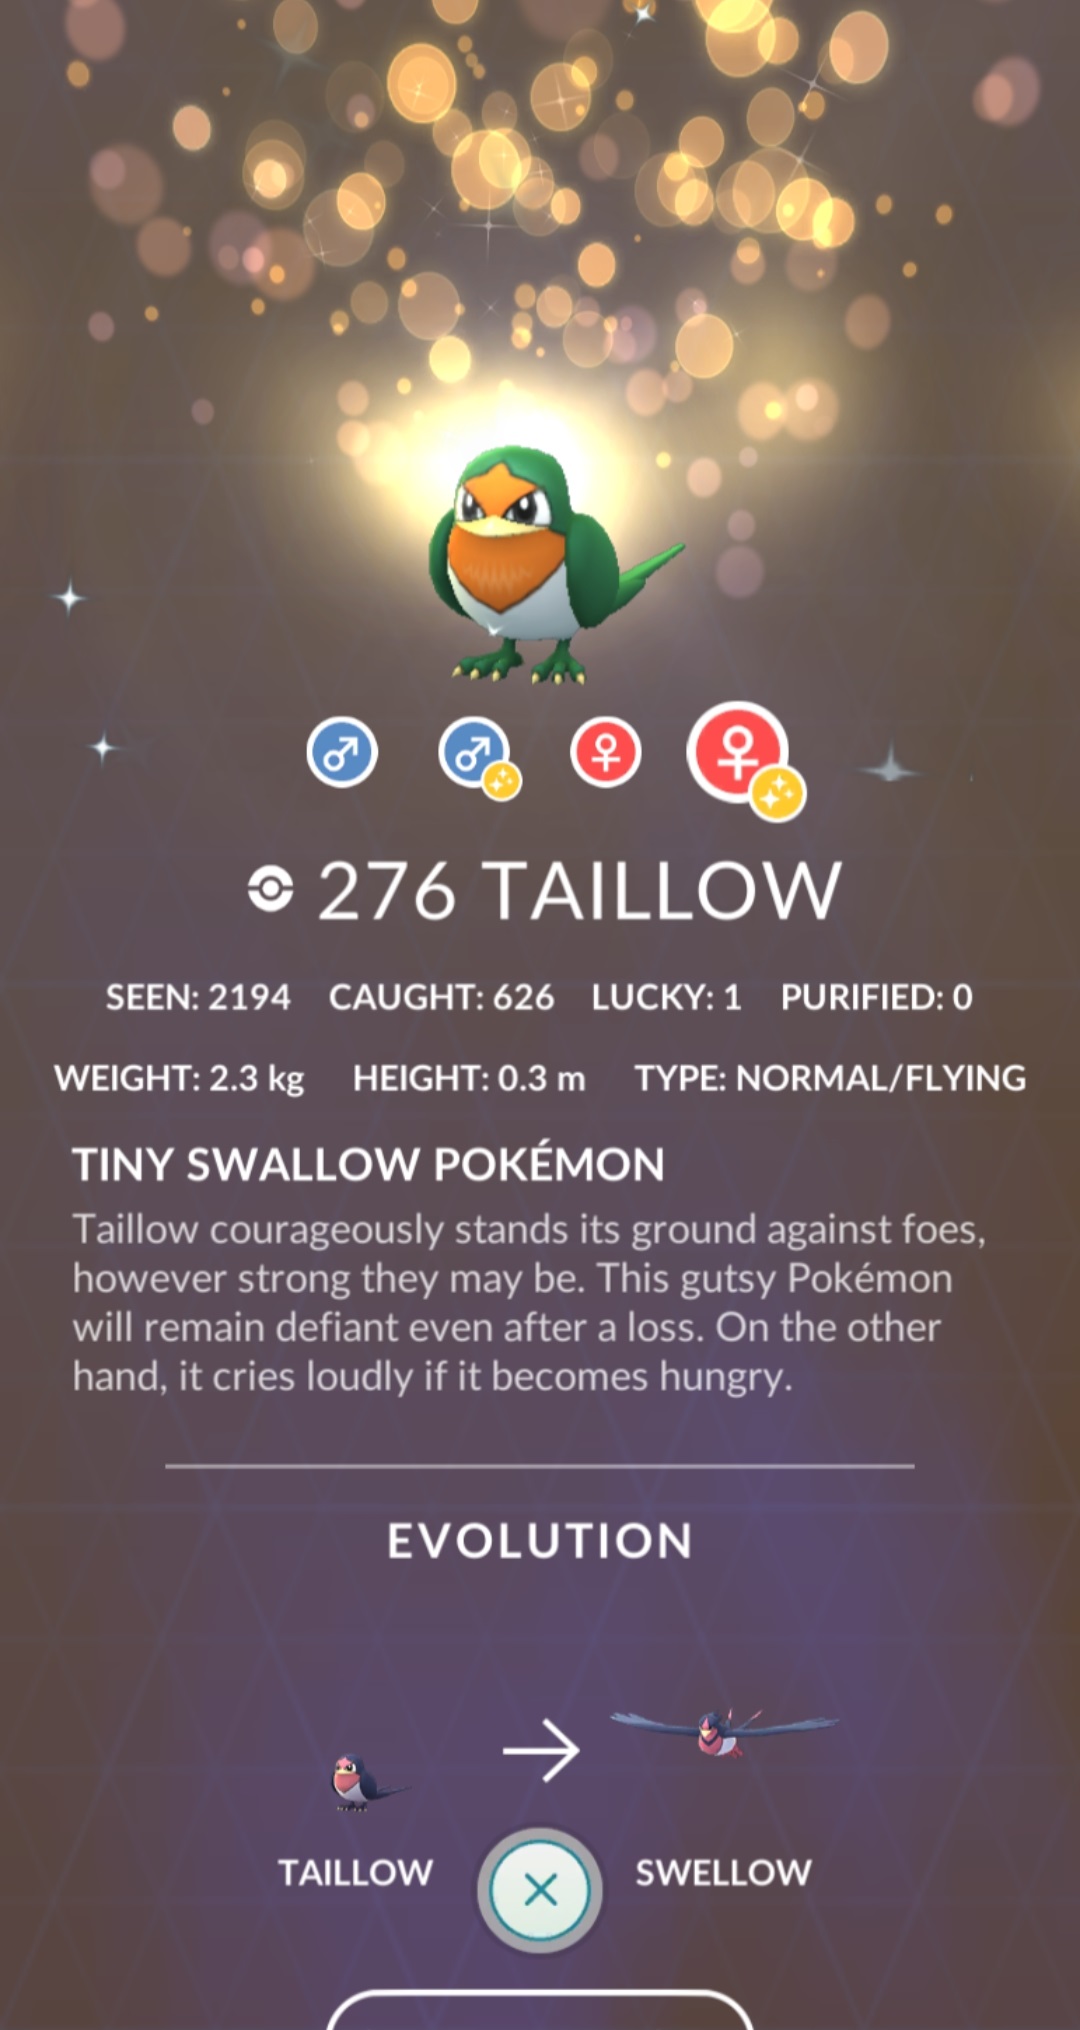 276 TAILLOW
SEEN: 2194 CAUGHT: 626 LUCKY: 1 PURIFIED: 0
WEIGHT: 2.3 kg HEIGHT: 0.3 m TYPE: NORMAL/FLYING
TINY SWALLOW POKÉMON
Taillow courageously stands its ground against foes,
however strong they may be. This gutsy Pokémon
will remain defiant even after a loss. On the other
hand, it cries loudly if it becomes hungry.
EVOLUTION
TAILLOW SWELLOW